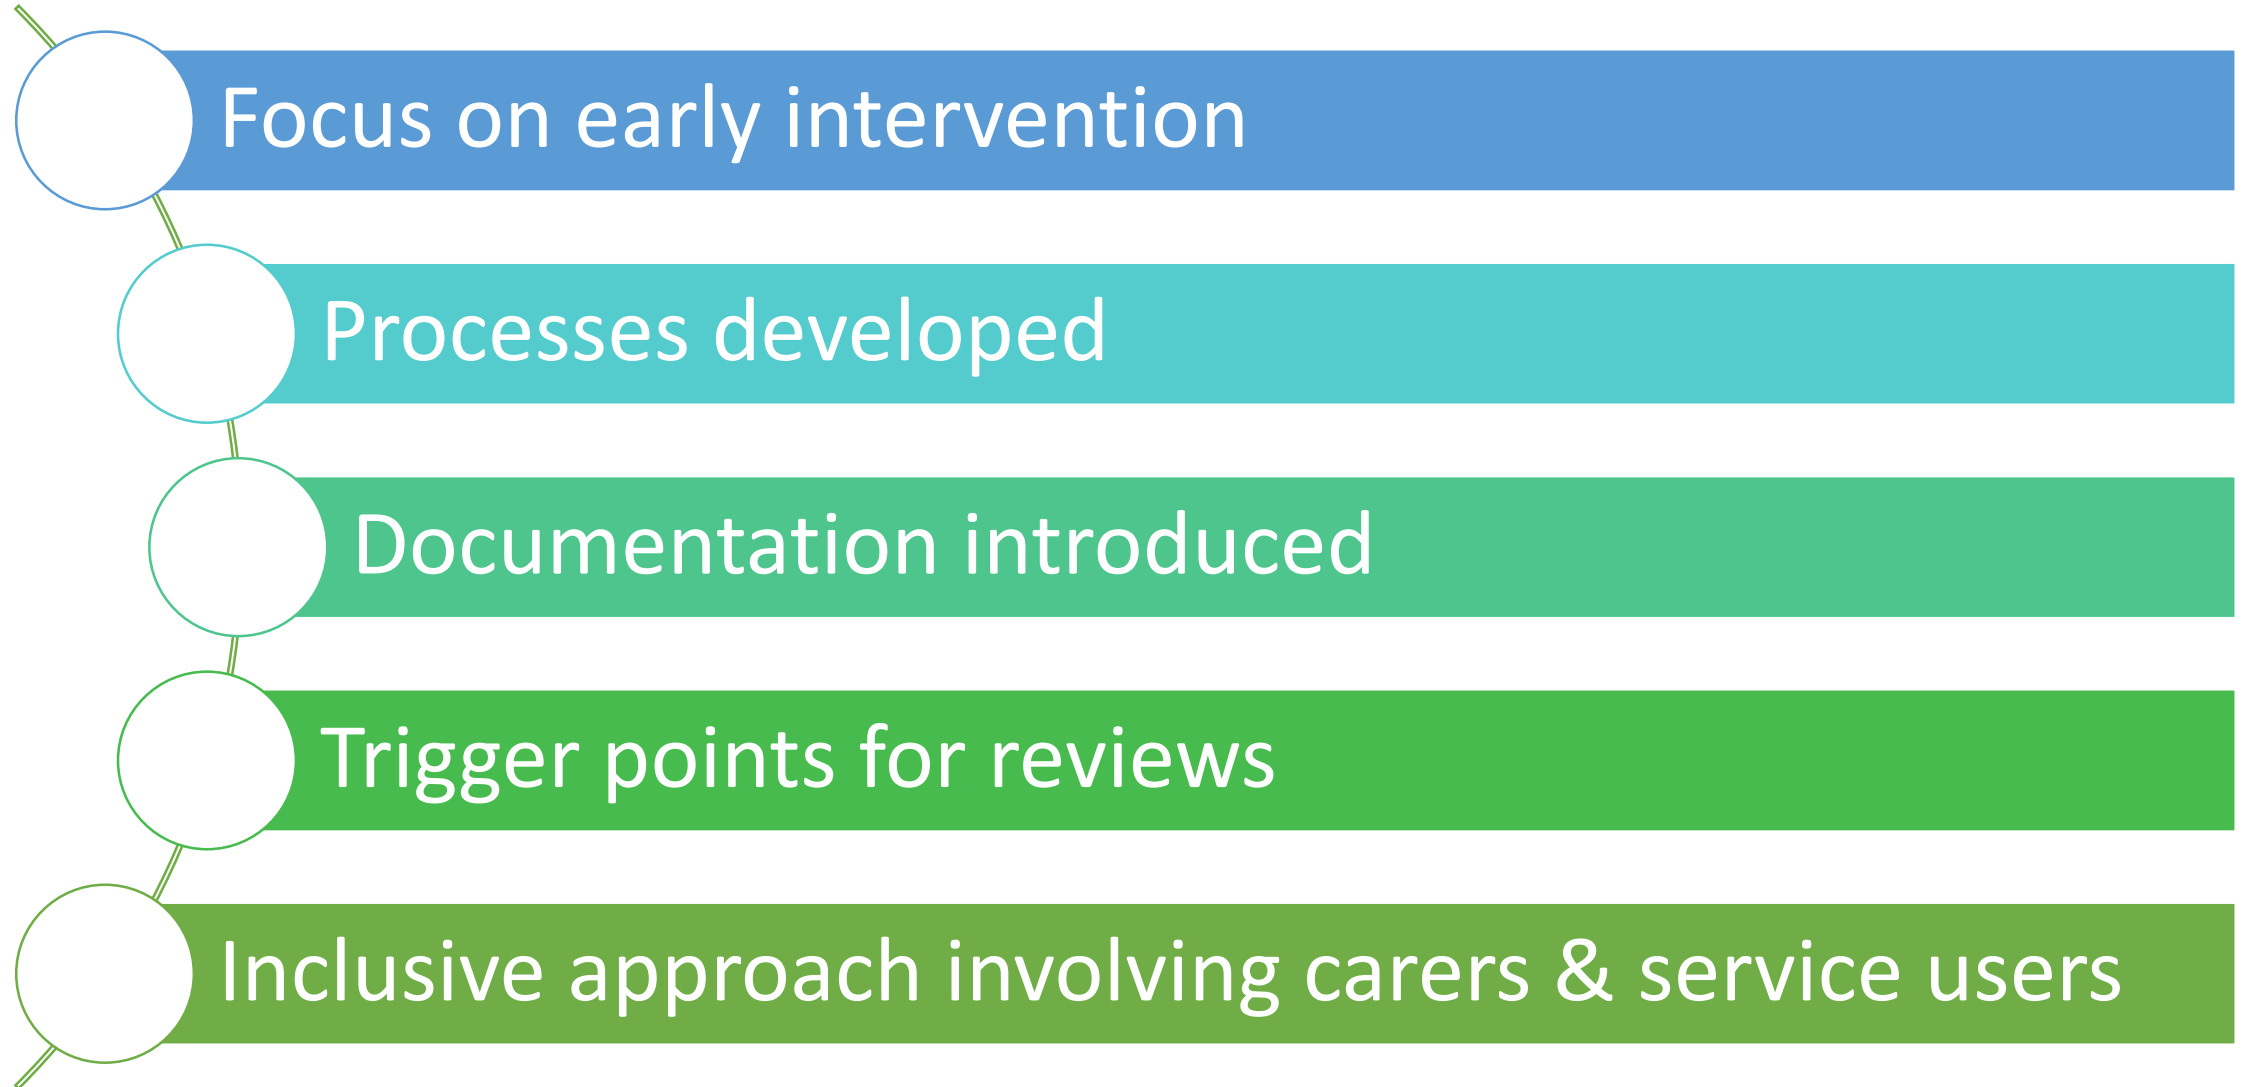 Focus on early intervention
Processes developed
Documentation introduced
Trigger points for reviews
Inclusive approach involving carers & service users